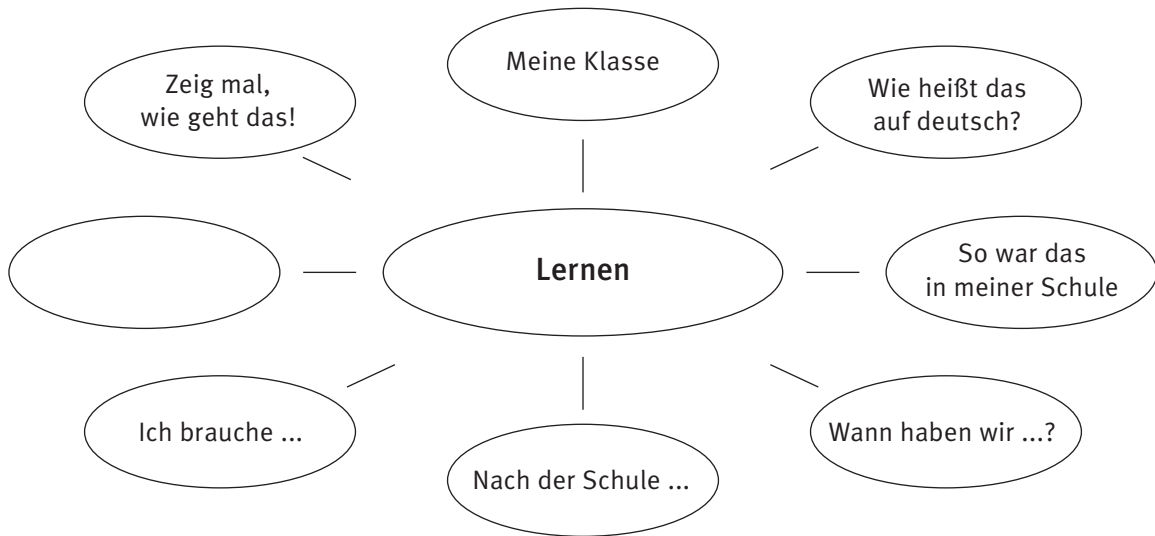 Meine Klasse
Zeig mal,
wie geht das!
Wie heißt das
auf deutsch?
Lernen
So war das
in meiner Schule
Ich brauche ...
Wann haben wir ...?
Nach der Schule ...